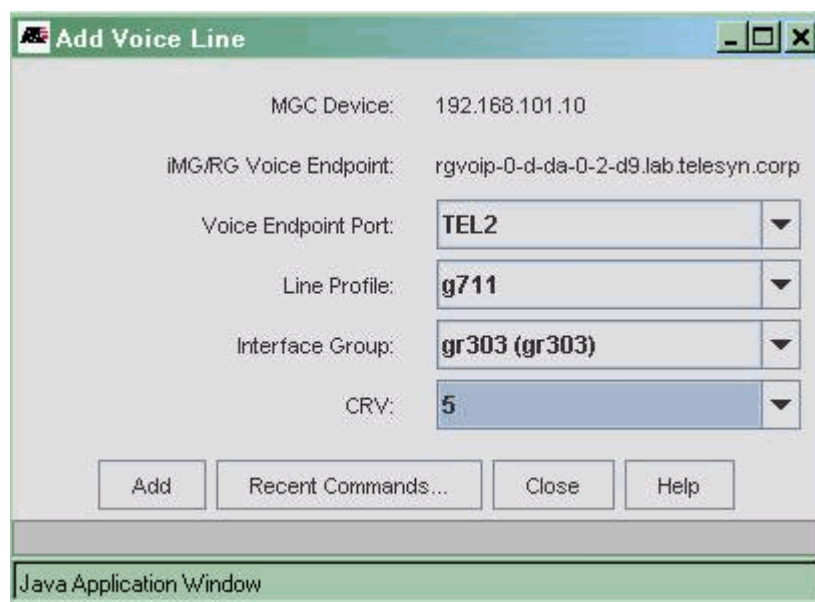 Add Voice Line
MGC Device: 192.168.101.10
iMG/RG Voice Endpoint: rgvoip-0-d-da-0-2-d9.lab.telesyn.corp
Voice Endpoint Port: TEL2
Line Profile: g711
Interface Group: gr303 (gr303)
CRV: 5
Add Recent Commands... Close Help
Java Application Window